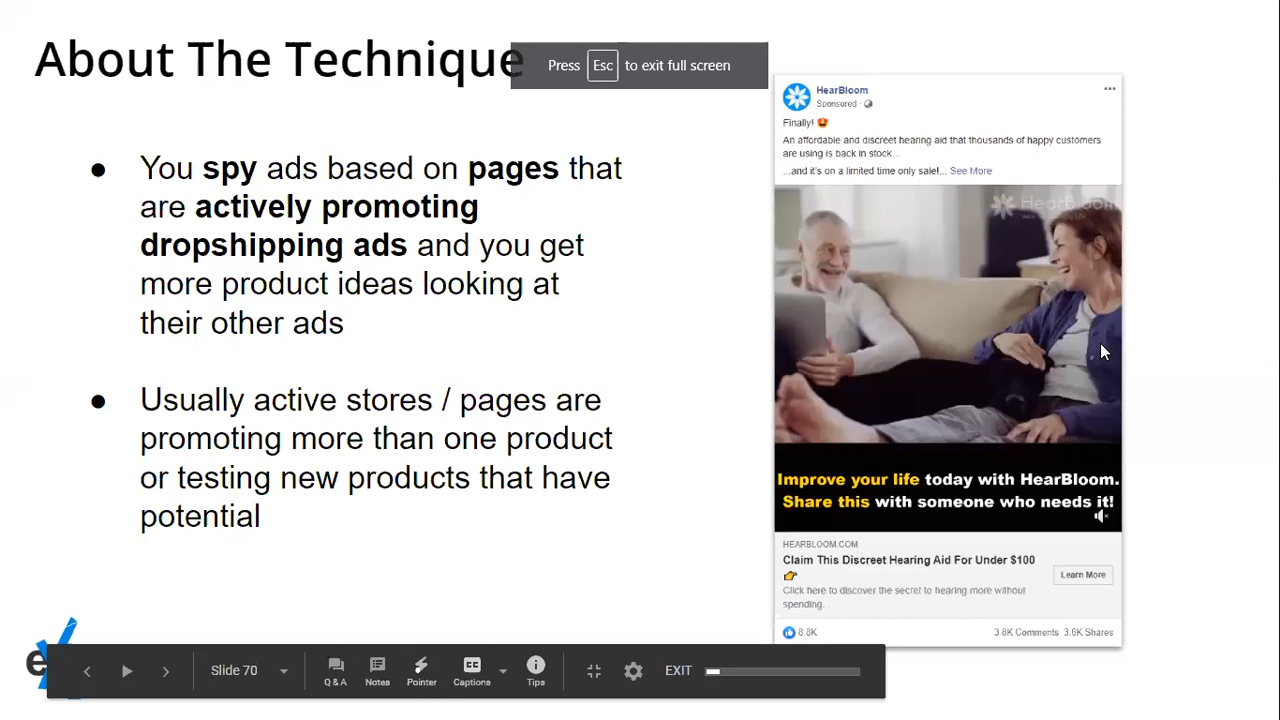 About The Technique
Press Esc to exit full screen
● You spy ads based on pages that
are actively promoting
dropshipping ads and you get
more product ideas looking at
their other ads
● Usually active stores / pages are
promoting more than one product
or testing new products that have
potential
HearBloom
Sponsored ·
Finally! 🤩
An affordable and discreet hearing aid that thousands of happy customers
are using is back in stock...
...and it's on a limited time only sale!... See More
HearBloom
Improve your life today with HearBloom.
Share this with someone who needs it!
HEARBLOOM.COM
Claim This Discreet Hearing Aid For Under $100
👉
Learn More
Click here to discover the secret to hearing more without
spending...
8.8K
3.8K Comments 3.6K Shares
e
Slide 70
Q & A
Notes
Pointer
CC
Captions
Tips
EXIT